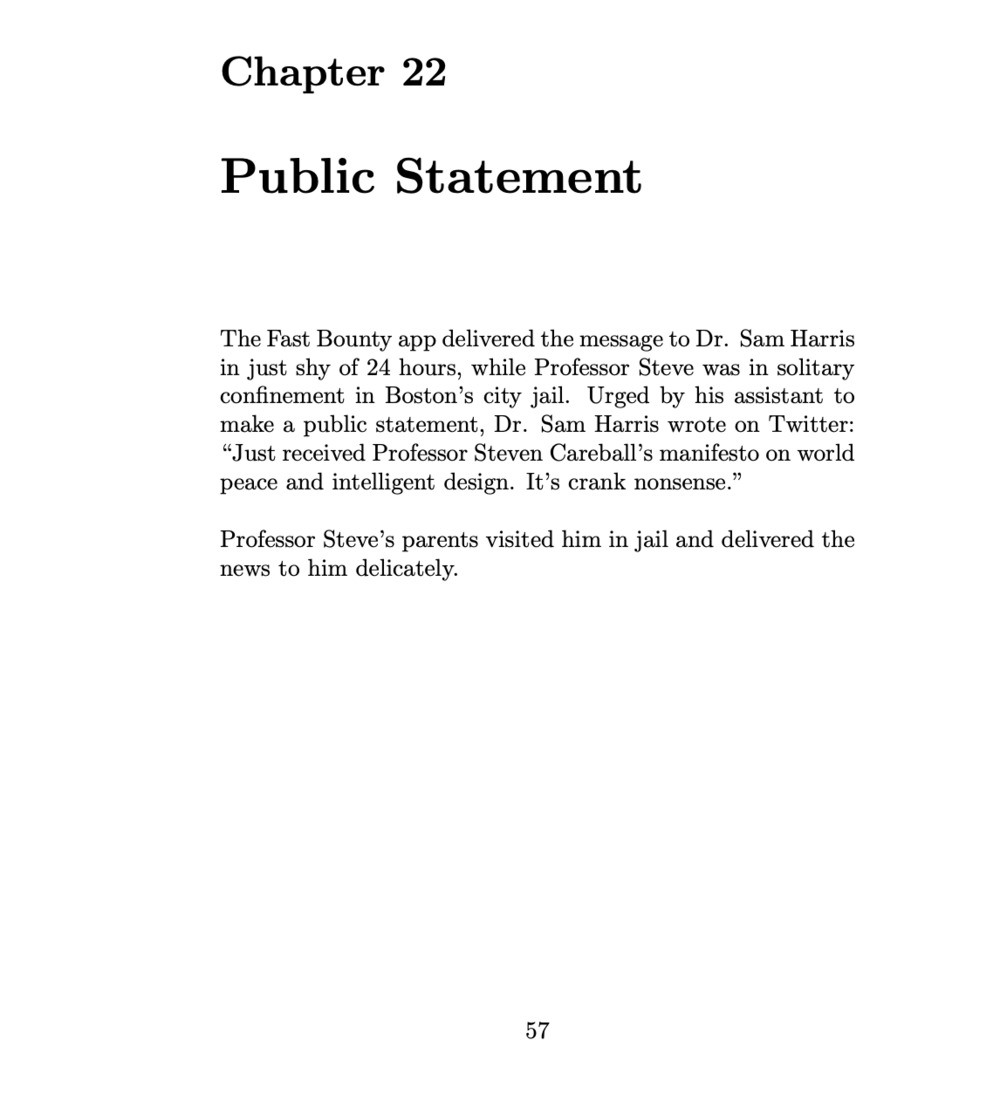 Chapter 22
Public Statement
The Fast Bounty app delivered the message to Dr. Sam Harris
in just shy of 24 hours, while Professor Steve was in solitary
confinement in Boston’s city jail. Urged by his assistant to
make a public statement, Dr. Sam Harris wrote on Twitter:
“Just received Professor Steven Careball’s manifesto on world
peace and intelligent design. It’s crank nonsense.”
Professor Steve’s parents visited him in jail and delivered the
news to him delicately.
57